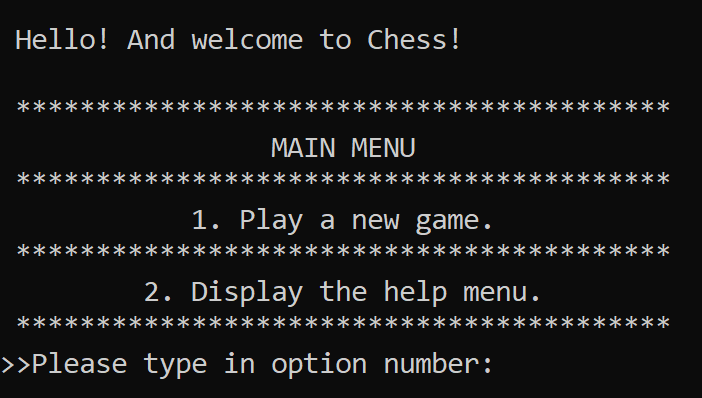 Hello! And welcome to Chess!
*****************************************
MAIN MENU
*****************************************
1. Play a new game.
*****************************************
2. Display the help menu.
*****************************************
>>Please type in option number: